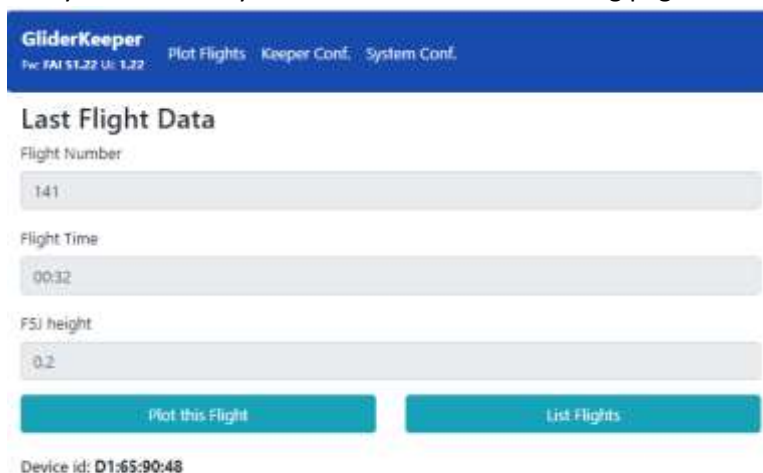 GliderKeeper
Fw: FAI S1.22 UI: 1.22
Plot Flights Keeper Conf. System Conf.
Last Flight Data
Flight Number
141
Flight Time
00:32
F5J height
0.2
Plot this Flight
List Flights
Device id: D1:65:90:48